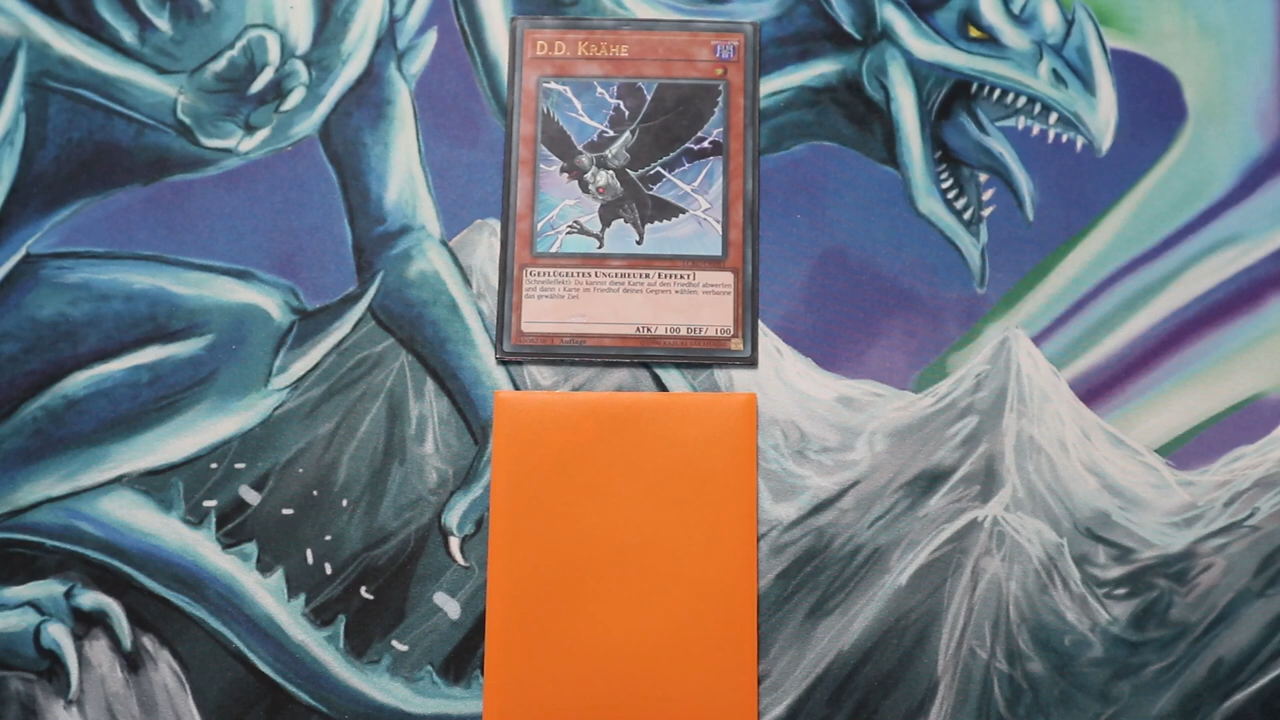 D.D. KRÄHE
[GEFLÜGELTES UNGEHEUER/EFFEKT]
(Schnelleffekt): Du kannst diese Karte auf den Friedhof abwerfen
und dann 1 Karte im Friedhof deines Gegners wählen; verbanne
das gewählte Ziel.
ATK/ 100 DEF/ 100
1. Auflage